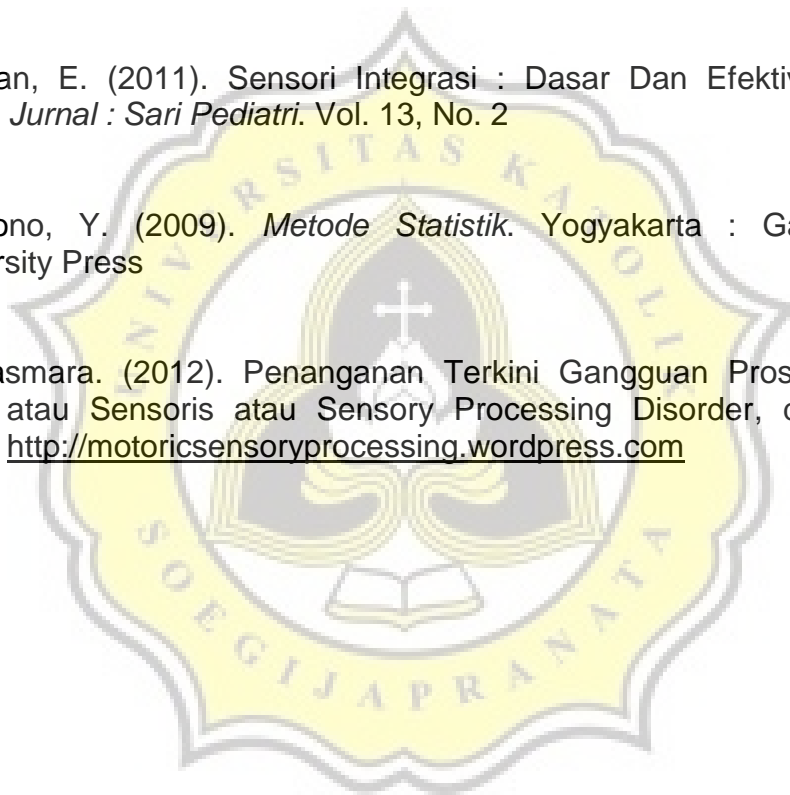 an, E. (2011). Sensori Integrasi : Dasar Dan Efektiv
Jurnal : Sari Pediatri. Vol. 13, No. 2
ono, Y. (2009). Metode Statistik. Yogyakarta : Ga
rsity Press
asmara. (2012). Penanganan Terkini Gangguan Pros
atau Sensoris atau Sensory Processing Disorder, d
http://motoricsensoryprocessing.wordpress.com
UNIVERSITAS KATOLIK
SOEGIJAPRANATA